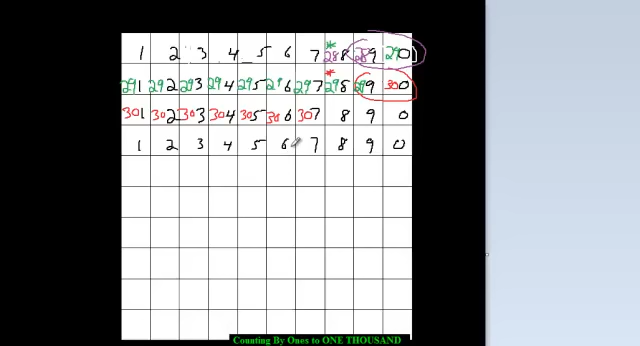 *
1 2 3 4 5 6 7 288 289 290
*
291 292 293 294 295 296 297 298 299 300
301 302 303 304 305 306 307 8 9 0
1 2 3 4 5 6 7 8 9 0
Counting By Ones to ONE THOUSAND